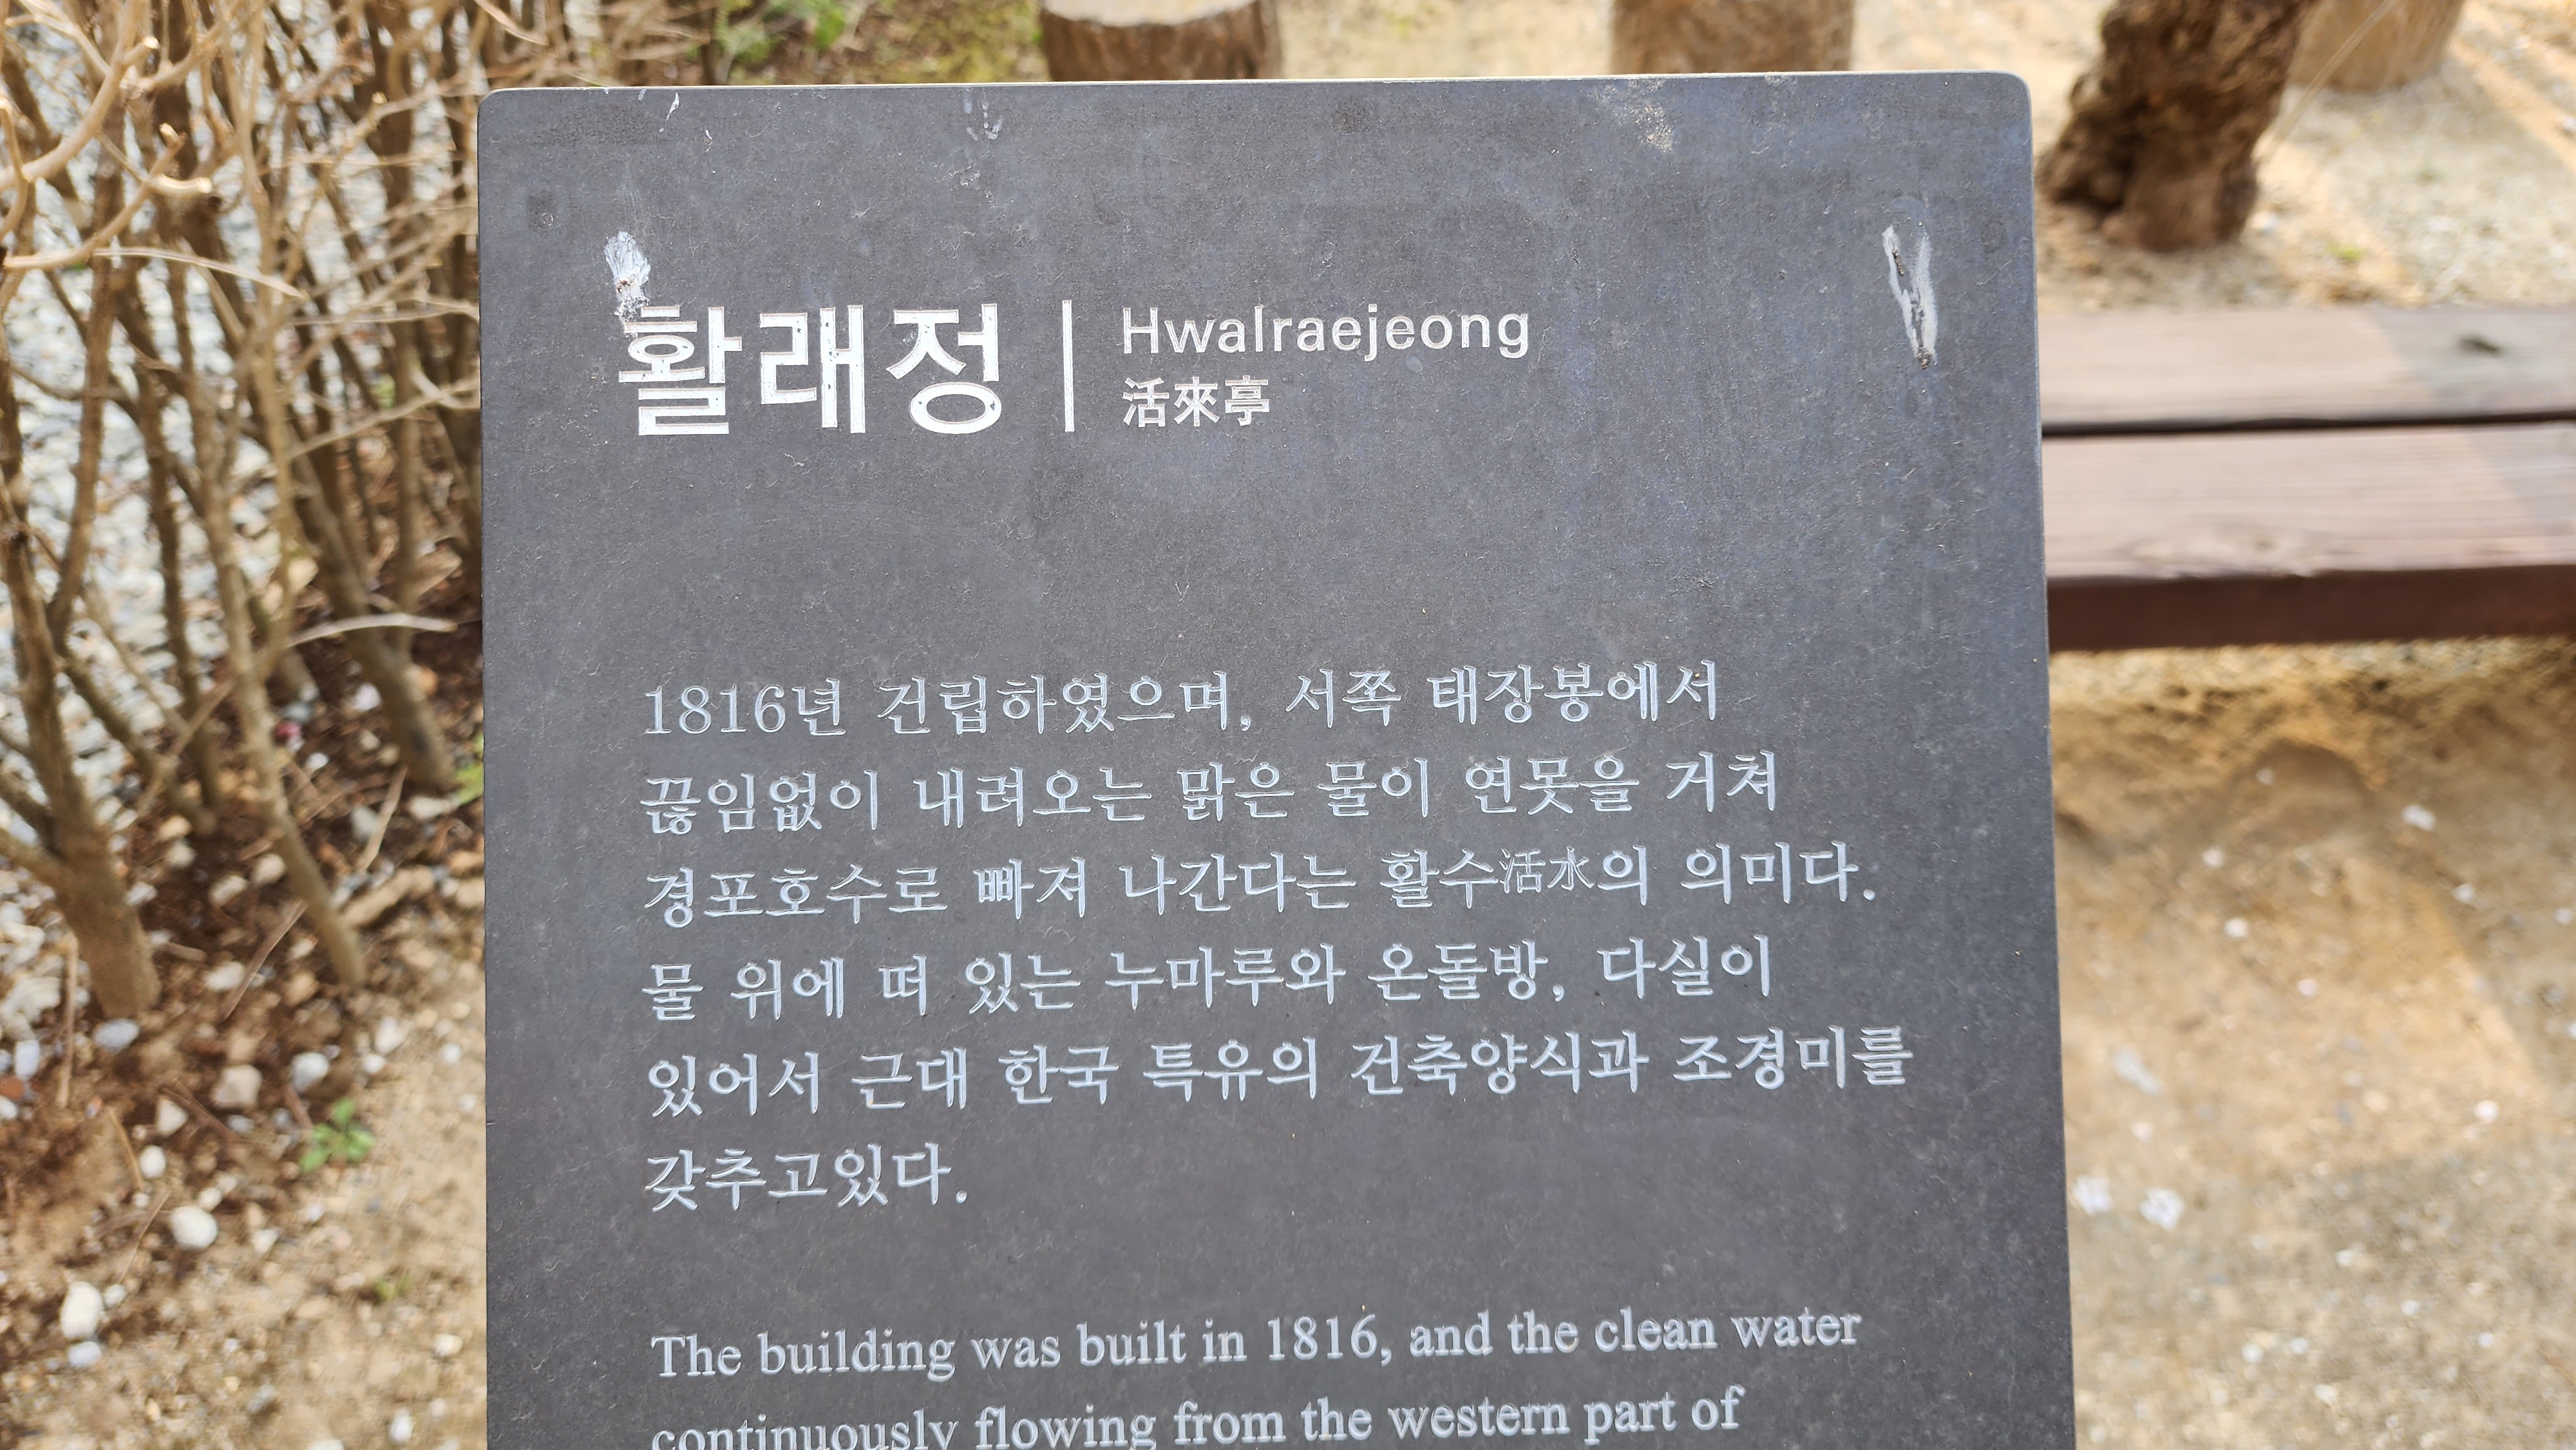 활래정 | Hwalraejeong
活來亭
1816년 건립하였으며, 서쪽 태장봉에서
끊임없이 내려오는 맑은 물이 연못을 거쳐
경포호수로 빠져 나간다는 활수活水의 의미다.
물 위에 떠 있는 누마루와 온돌방, 다실이
있어서 근대 한국 특유의 건축양식과 조경미를
갖추고있다.
The building was built in 1816, and the clean water
continuously flowing from the western part of